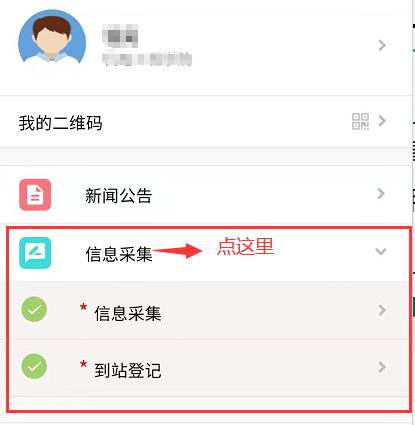 我的二维码
新闻公告
信息采集 点这里
* 信息采集
* 到站登记